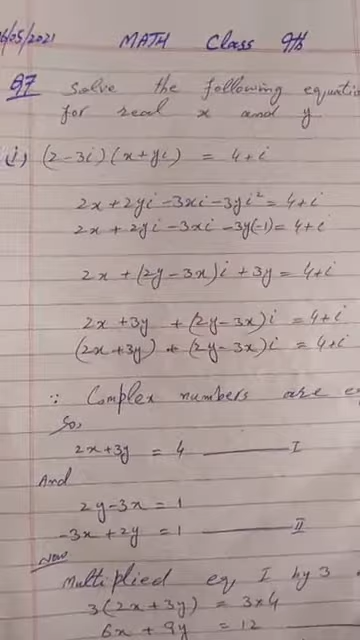 16/05/2021 MATH Class 9th
Q7 Solve the following equatio
for real x and y
i) (2-3i)(x+yi) = 4+i
2x+2yi-3xi-3yi²=4+i
2x+2yi-3xi-3y(-1)=4+i
2x+(2y-3x)i+3y=4+i
2x+3y +(2y-3x)i=4+i
(2x+3y)+(2y-3x)i=4+i
∵ Complex numbers are eq
So,
2x+3y = 4 —— I
And
2y-3x=1
-3x+2y=1 —— II
Now
Multiplied eq, I by 3
3(2x+3y) = 3x4
6x+9y = 12